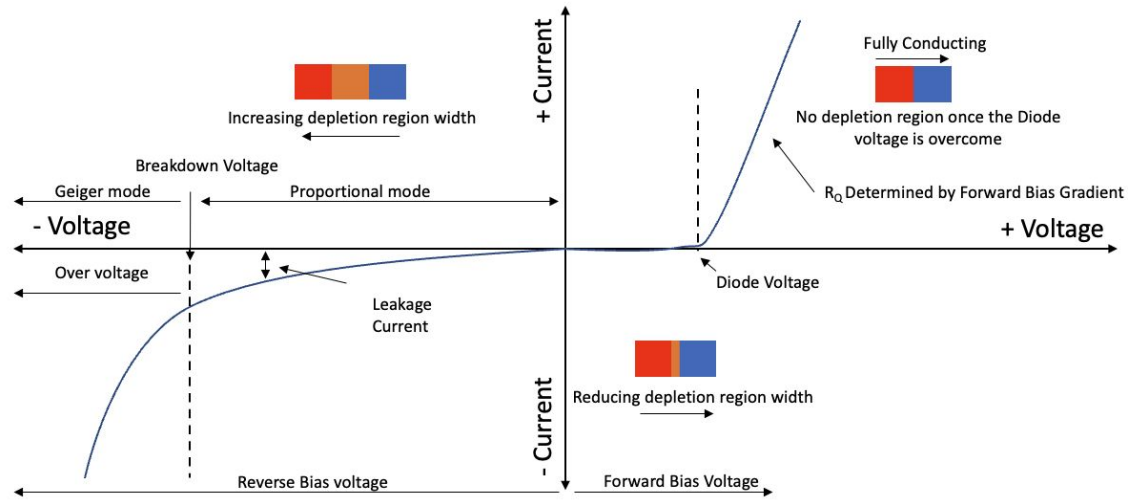 + Current
Fully Conducting
Increasing depletion region width
No depletion region once the Diode
voltage is overcome
Breakdown Voltage
Geiger mode
Proportional mode
R_Q Determined by Forward Bias Gradient
- Voltage
+ Voltage
Over voltage
Leakage
Current
Diode Voltage
Reducing depletion region width
- Current
Reverse Bias voltage
Forward Bias Voltage